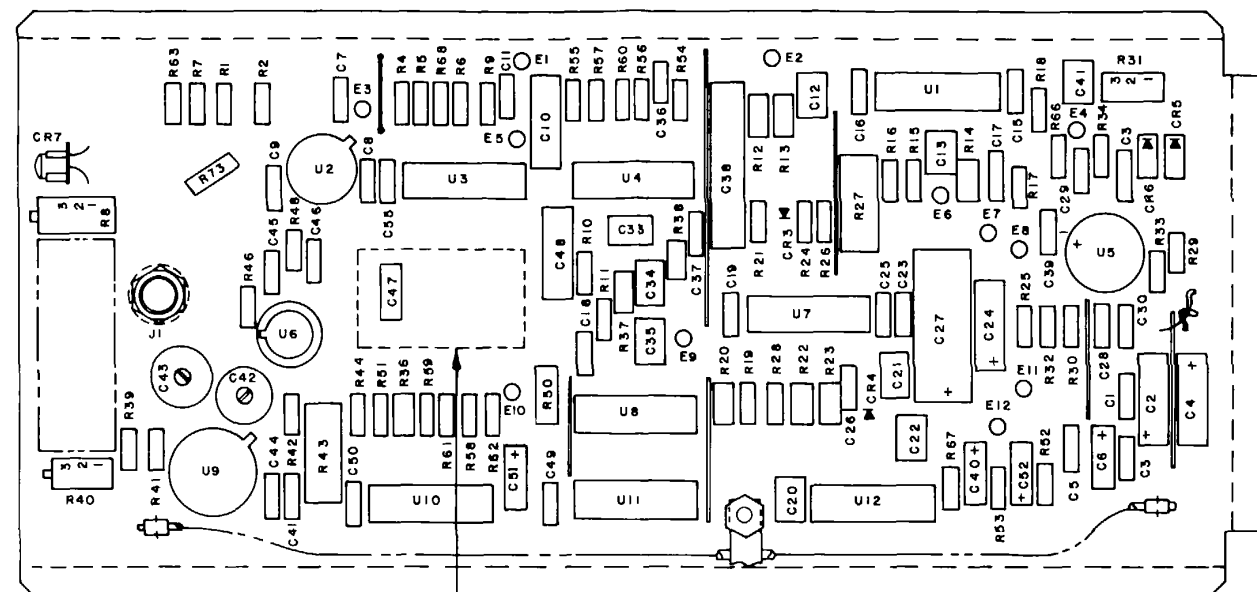 R63
R7
R1
R2
C7
E3
R4
R5
R68
R6
R9
C11
E1
E5
C10
R55
R57
R60
R56
C36
R54
E2
C12
C16
U1
C15
R18
C41
R31
3 2 1
E4
R66
R34
C3
CR5
CR6
CR7
R73
C9
U2
C8
C55
U3
U4
C38
R12
R13
R27
R16
R15
C13
R14
C17
R17
C29
E6
E7
E8
3 2 1
R8
C45
R48
C46
C48
R10
C33
R38
R21
CR3
R24
R26
C39
+
U5
R33
R29
R46
C47
R11
C34
C37
C19
C25
C23
C27
C24
+
R25
C30
J1
U6
C18
R37
C35
E9
U7
R32
R30
C28
C43
C42
R44
R51
R36
R59
E10
R50
R20
R19
R28
R22
R23
C26
CR4
C21
+
E11
C1
C2
+
C4
+
R39
U9
C44
R42
R43
R61
R58
R62
U8
C22
E12
3 2 1
R40
R41
C41
C50
U10
C51 +
C49
U11
C20
U12
R67
C40 +
R53
+ C52
R52
C5
C6 +
C3